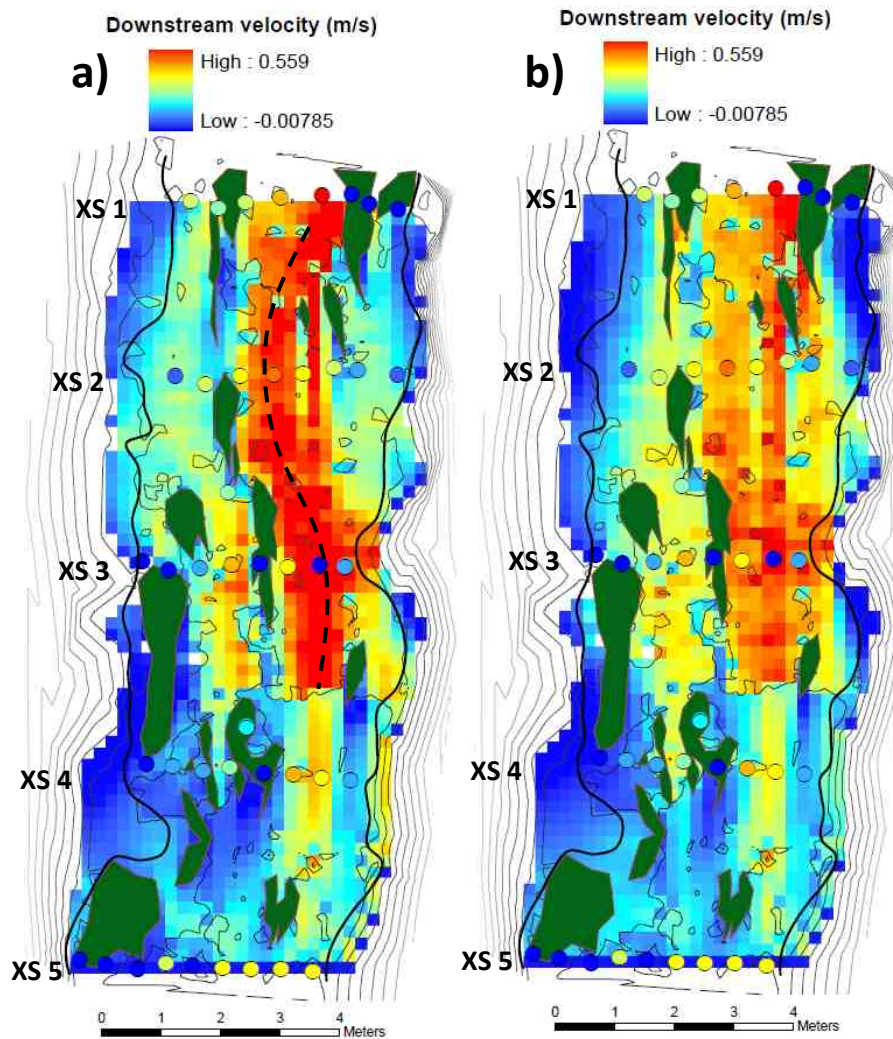 Downstream velocity (m/s)
a)
High : 0.559
Low : -0.00785
XS 1
XS 2
XS 3
XS 4
XS 5
0 1 2 3 4
Meters
Downstream velocity (m/s)
b)
High : 0.559
Low : -0.00785
XS 1
XS 2
XS 3
XS 4
XS 5
0 1 2 3 4
Meters